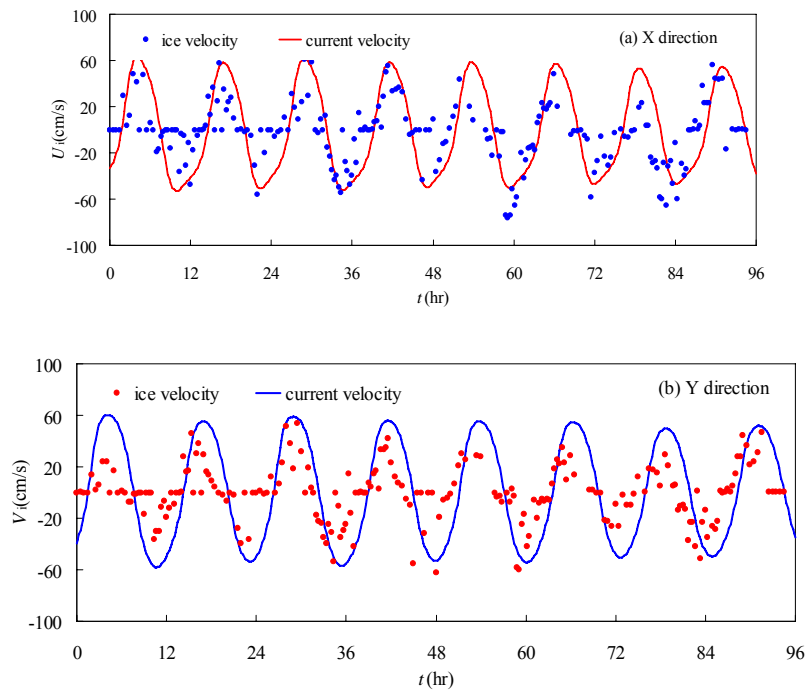 ice velocity current velocity (a) X direction
100
60
20
-20
-60
-100
Ui(cm/s)
0 12 24 36 48 60 72 84 96
t (hr)
ice velocity current velocity (b) Y direction
100
60
20
-20
-60
-100
Vi(cm/s)
0 12 24 36 48 60 72 84 96
t (hr)